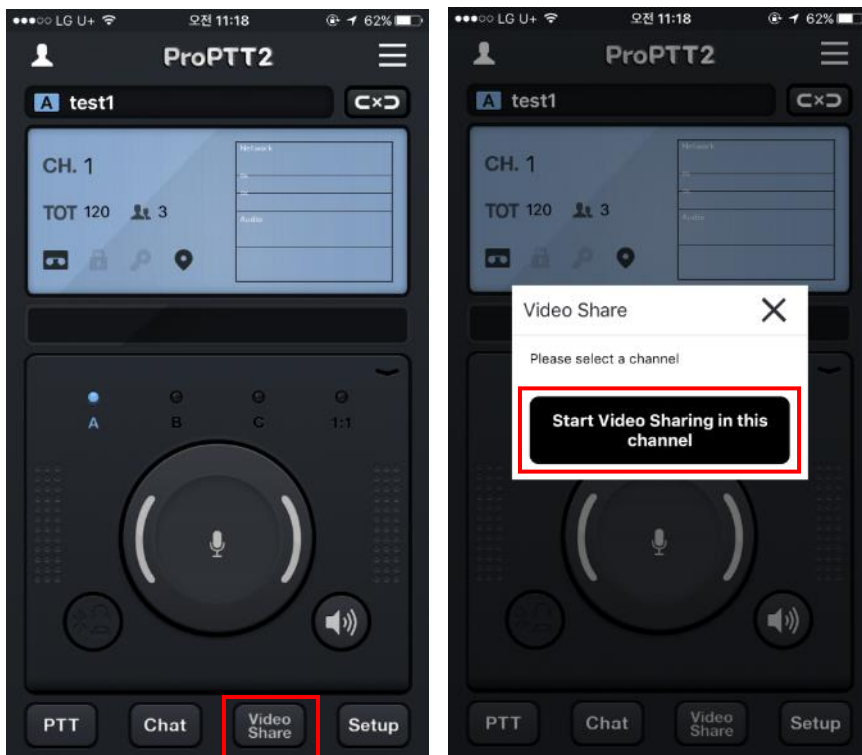 LG U+ 오전 11:18 62%
ProPTT2
A test1
CH. 1
Network
TOT 120 3
Audio
A B C 1:1
PTT Chat Video Share Setup
LG U+ 오전 11:18 62%
ProPTT2
A test1
CH. 1
Network
TOT 120 3
Audio
Video Share
Please select a channel
Start Video Sharing in this
channel
A B C 1:1
PTT Chat Video Share Setup